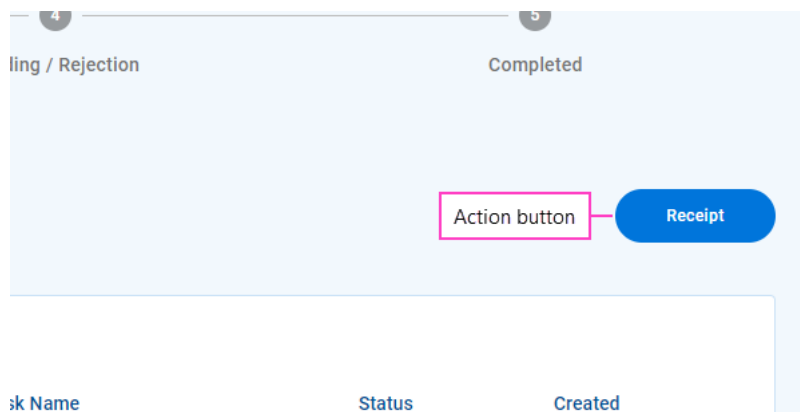 4 5
ling / Rejection Completed
Action button Receipt
sk Name Status Created